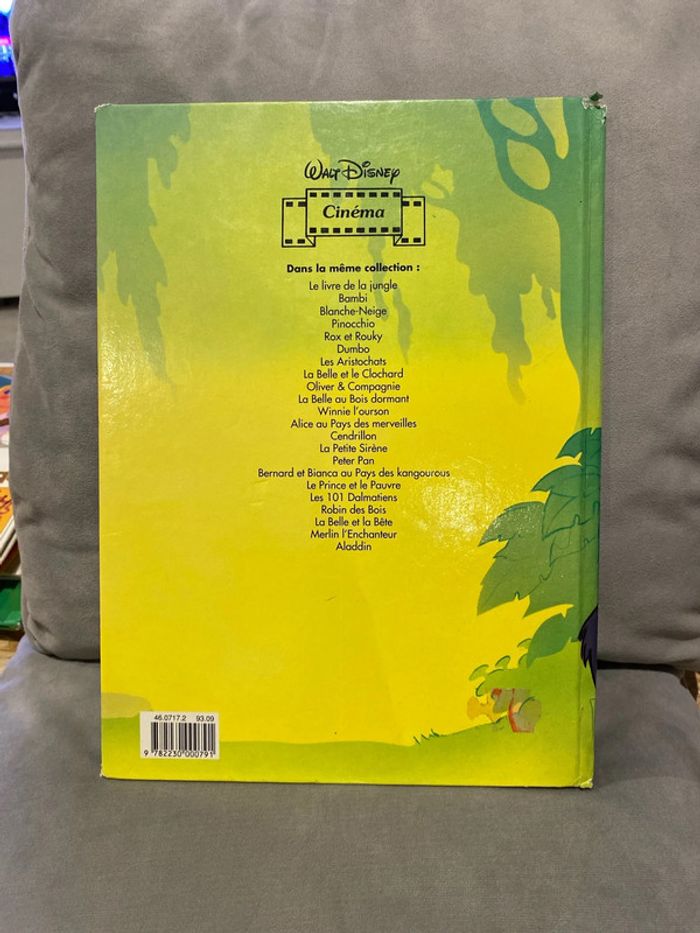 WALT DISNEY
Cinéma
Dans la même collection :
Le livre de la jungle
Bambi
Blanche-Neige
Pinocchio
Rox et Rouky
Dumbo
Les Aristochats
La Belle et le Clochard
Oliver & Compagnie
La Belle au Bois dormant
Winnie l'ourson
Alice au Pays des merveilles
Cendrillon
La Petite Sirène
Peter Pan
Bernard et Bianca au Pays des kangourous
Le Prince et le Pauvre
Les 101 Dalmatiens
Robin des Bois
La Belle et la Bête
Merlin l'Enchanteur
Aladdin
46.0717.2 93.09
9 782230 000791